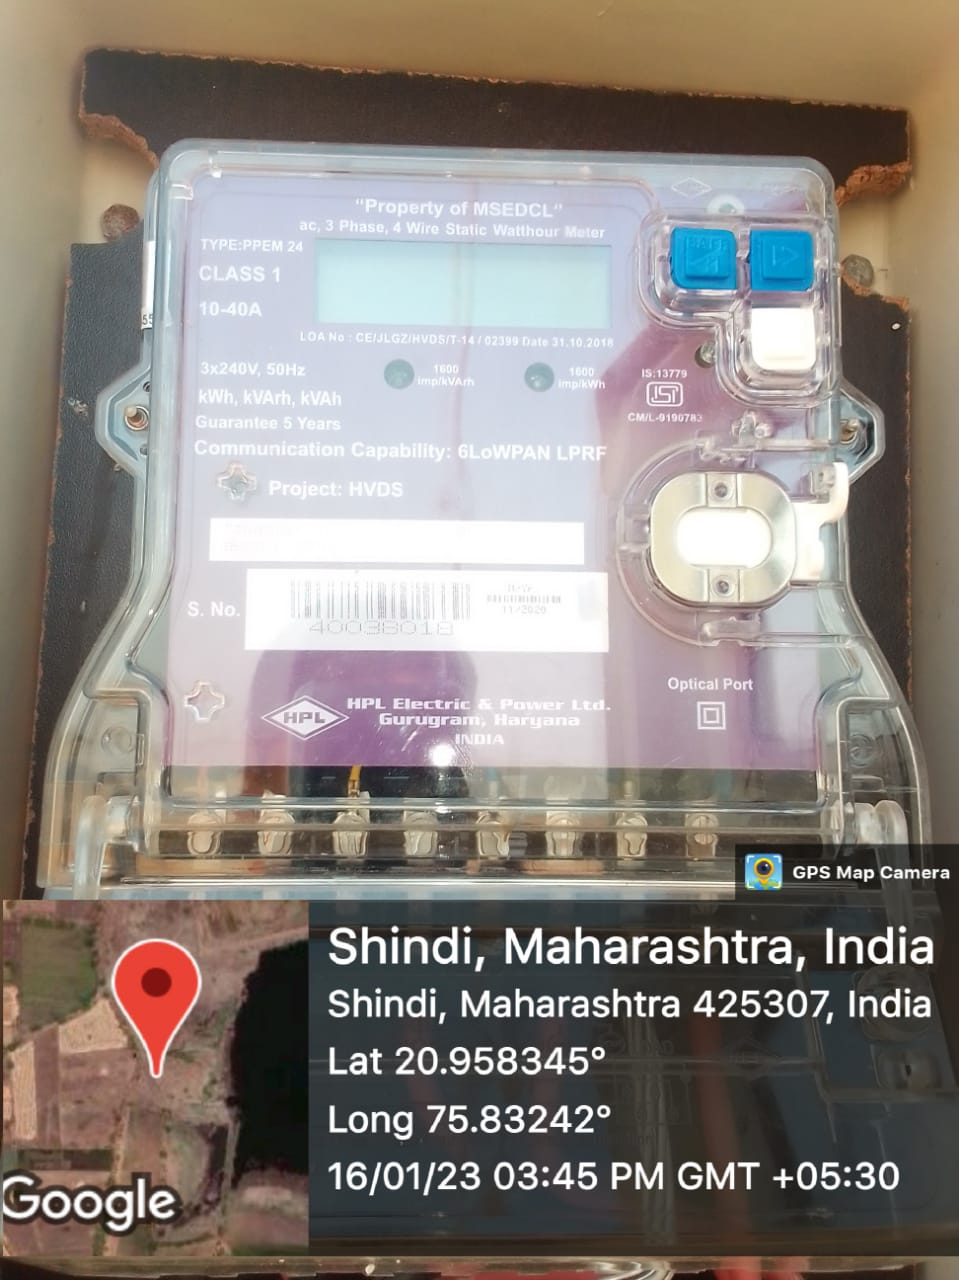 "Property of MSEDCL"
ac, 3 Phase, 4 Wire Static Watthour Meter
TYPE:PPEM 24
CLASS 1
10-40A
LOA No : CE/JLGZ/HVDS/T-14 / 02399 Date 31.10.2018
3x240V, 50Hz
1600 imp/kVArh
1600 imp/kWh
IS:13779
CM/L-9190783
kWh, kVArh, kVAh
Guarantee 5 Years
Communication Capability: 6LoWPAN LPRF
Project: HVDS
S. No.
40038018
11/2020
Optical Port
HPL
HPL Electric & Power Ltd.
Gurugram, Haryana
INDIA
GPS Map Camera
Shindi, Maharashtra, India
Shindi, Maharashtra 425307, India
Lat 20.958345°
Long 75.83242°
16/01/23 03:45 PM GMT +05:30
Google